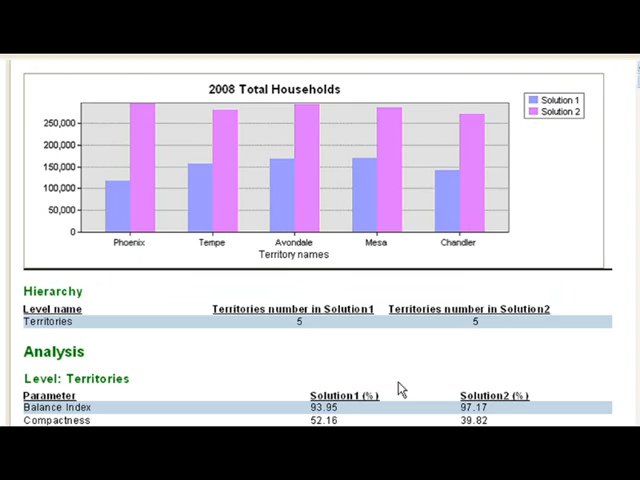 2008 Total Households
Solution 1
Solution 2
250,000
200,000
150,000
100,000
50,000
0
Phoenix Tempe Avondale Mesa Chandler
Territory names
Hierarchy
Level name Territories number in Solution1 Territories number in Solution2
Territories 5 5
Analysis
Level: Territories
Parameter Solution1 (%) Solution2 (%)
Balance Index 93.95 97.17
Compactness 52.16 39.82